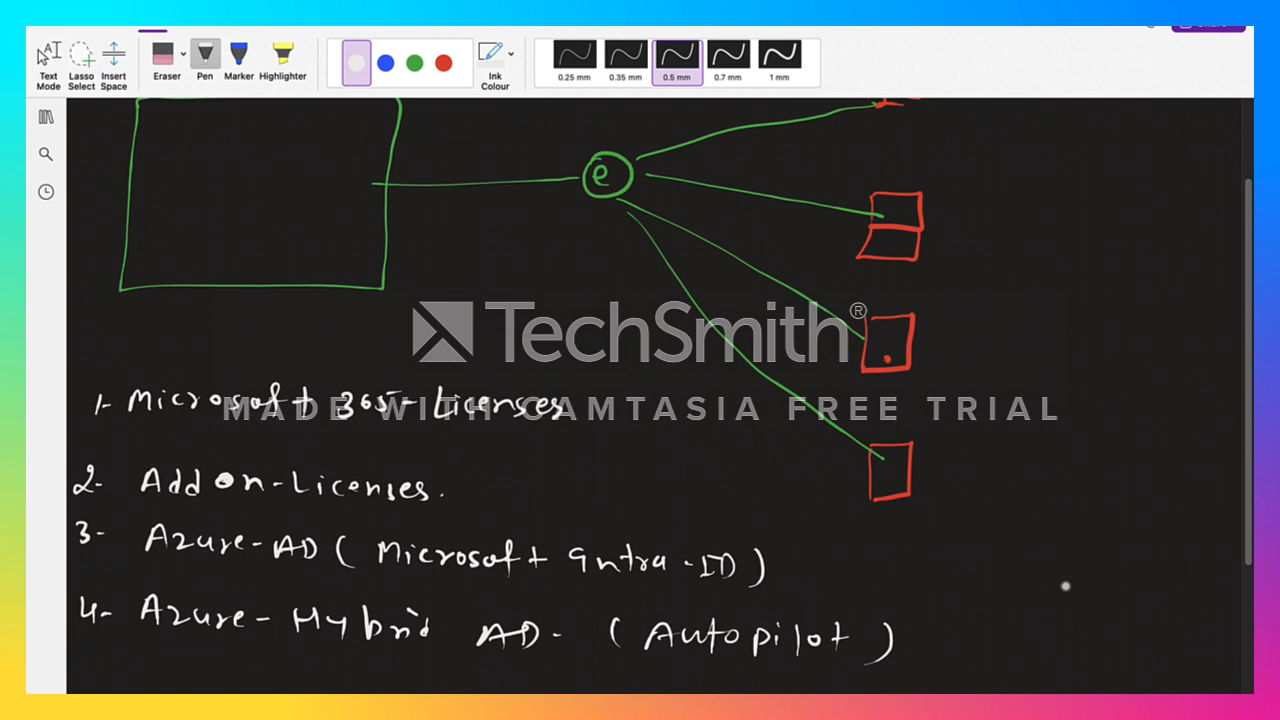 Text Mode
Lasso Select
Insert Space
Eraser
Pen
Marker
Highlighter
Ink Colour
0.25 mm
0.35 mm
0.5 mm
0.7 mm
1 mm
e
TechSmith®
MADE WITH CAMTASIA FREE TRIAL
1- Microsoft 365-Licenses
2- Add on-Licenses.
3- Azure-AD ( Microsoft Entra-ID )
4- Azure-Hybrid AD- ( Autopilot )